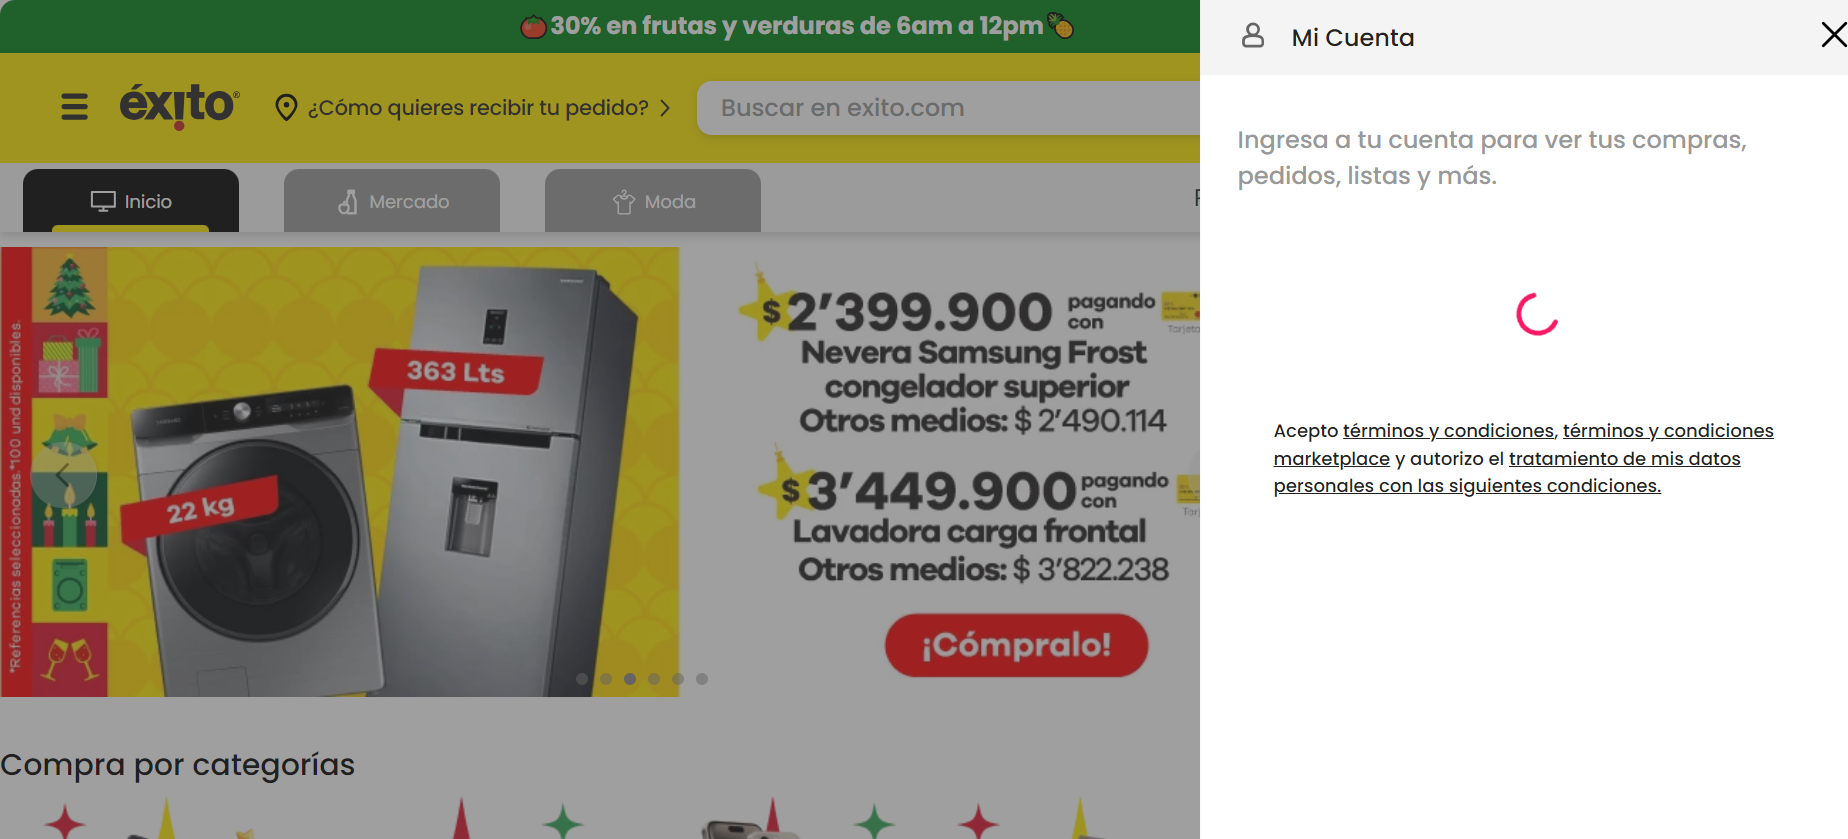 30% en frutas y verduras de 6am a 12pm
éxito®
¿Cómo quieres recibir tu pedido?
Buscar en exito.com
Inicio
Mercado
Moda
*Referencias seleccionadas.*100 und disponibles.
SAMSUNG
363 Lts
22 kg
$2'399.900 pagando con
Nevera Samsung Frost
congelador superior
Otros medios: $ 2'490.114
$3'449.900 pagando con
Lavadora carga frontal
Otros medios: $ 3'822.238
¡Cómpralo!
Compra por categorías
Mi Cuenta
Ingresa a tu cuenta para ver tus compras,
pedidos, listas y más.
Acepto términos y condiciones, términos y condiciones
marketplace y autorizo el tratamiento de mis datos
personales con las siguientes condiciones.